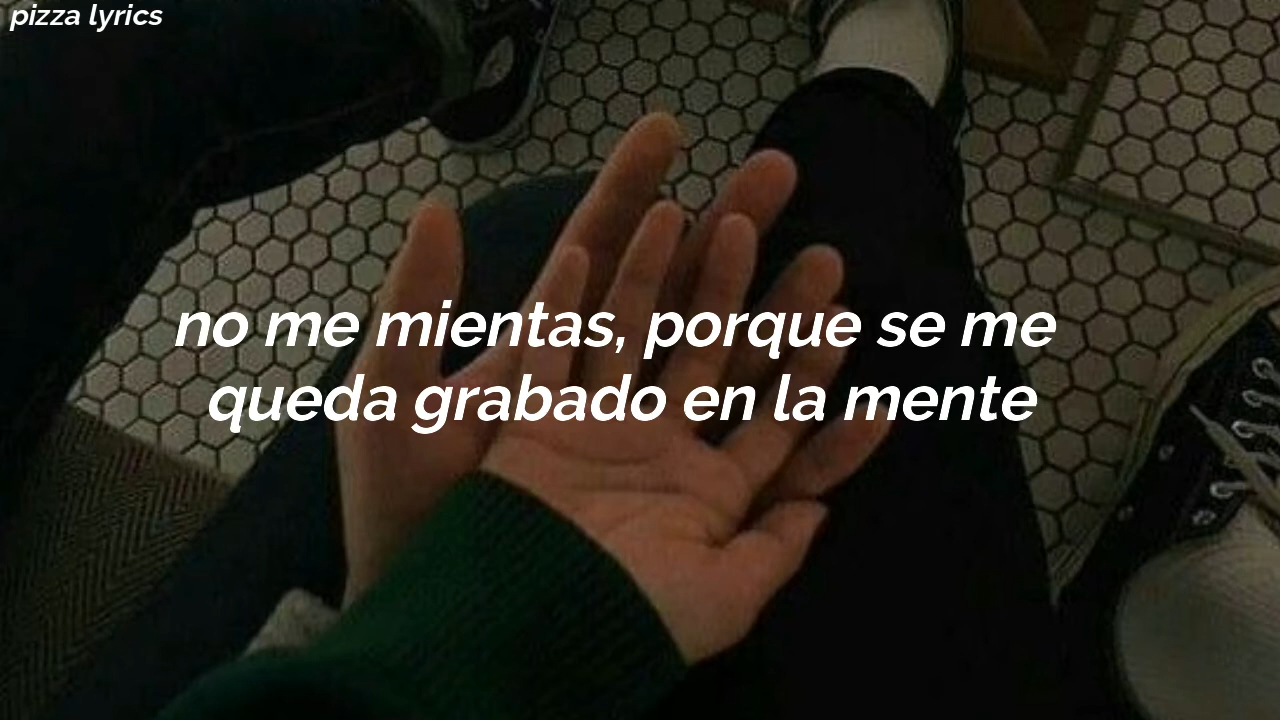 pizza lyrics
no me mientas, porque se me
queda grabado en la mente